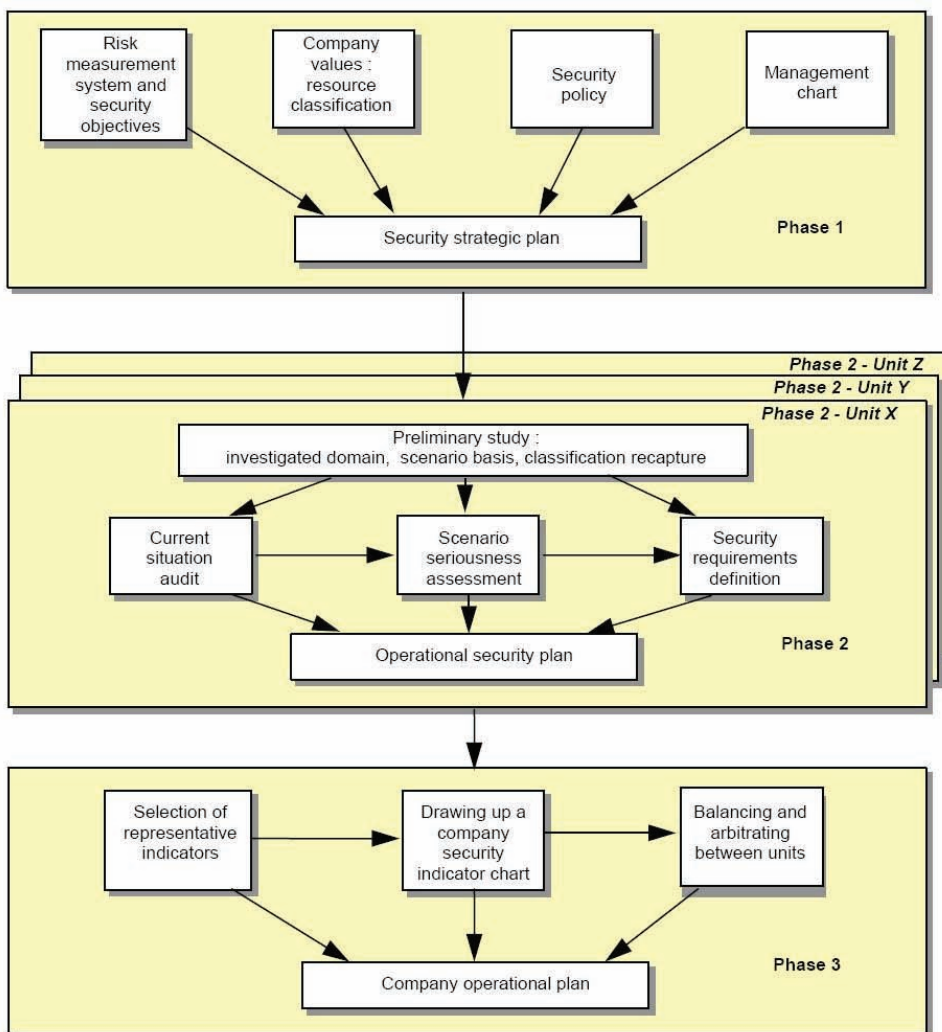 Risk
measurement
system and
security
objectives
Company
values :
resource
classification
Security
policy
Management
chart
Security strategic plan
Phase 1
Phase 2 - Unit Z
Phase 2 - Unit Y
Phase 2 - Unit X
Preliminary study :
investigated domain, scenario basis, classification recapture
Current
situation
audit
Scenario
seriousness
assessment
Security
requirements
definition
Operational security plan
Phase 2
Selection of
representative
indicators
Drawing up a
company
security
indicator chart
Balancing and
arbitrating
between units
Company operational plan
Phase 3